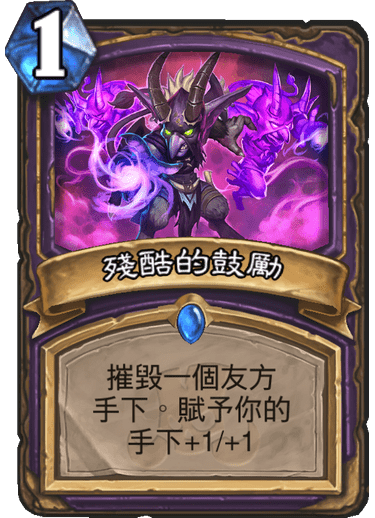 1
殘酷的鼓勵
摧毀一個友方
手下。賦予你的
手下+1/+1